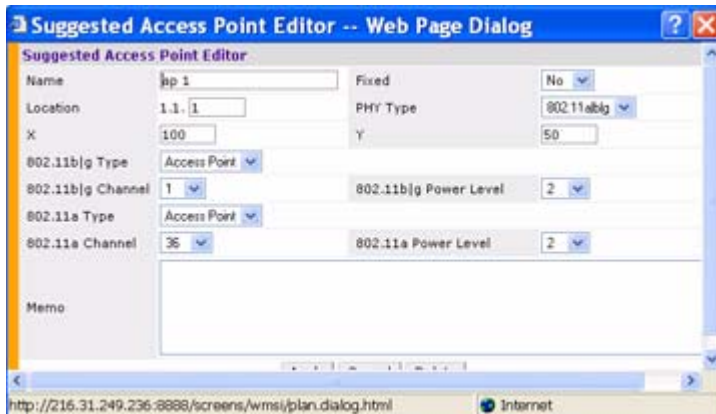 Suggested Access Point Editor -- Web Page Dialog
Suggested Access Point Editor
Name ap 1 Fixed No
Location 1.1. 1 PHY Type 802.11a|b|g
X 100 Y 50
802.11b|g Type Access Point
802.11b|g Channel 1 802.11b|g Power Level 2
802.11a Type Access Point
802.11a Channel 36 802.11a Power Level 2
Memo
http://216.31.249.236:8888/screens/wmsi/plan.dialog.html Internet